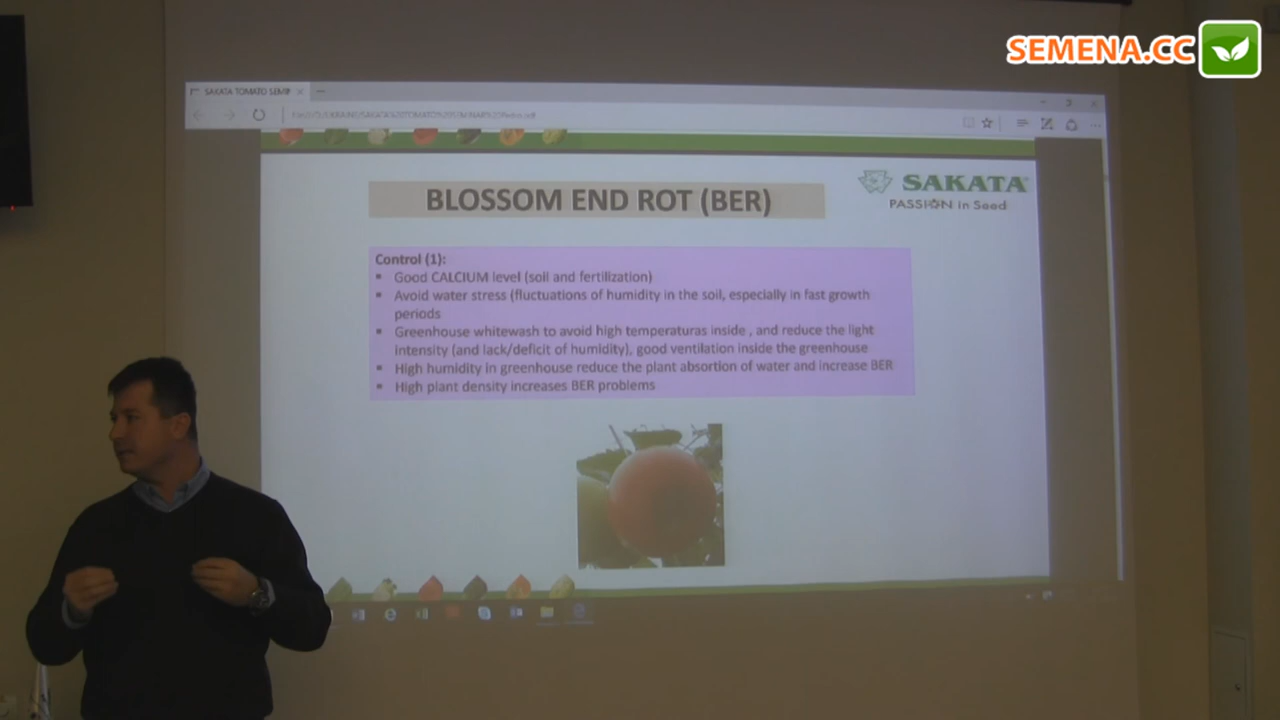 SEMENA.CC
SAKATA TOMATO SEMIN
BLOSSOM END ROT (BER)
SAKATA
PASSION in Seed
Control (1):
▪ Good CALCIUM level (soil and fertilization)
▪ Avoid water stress (fluctuations of humidity in the soil, especially in fast growth
periods
▪ Greenhouse whitewash to avoid high temperaturas inside , and reduce the light
intensity (and lack/deficit of humidity), good ventilation inside the greenhouse
▪ High humidity in greenhouse reduce the plant absortion of water and increase BER
▪ High plant density increases BER problems